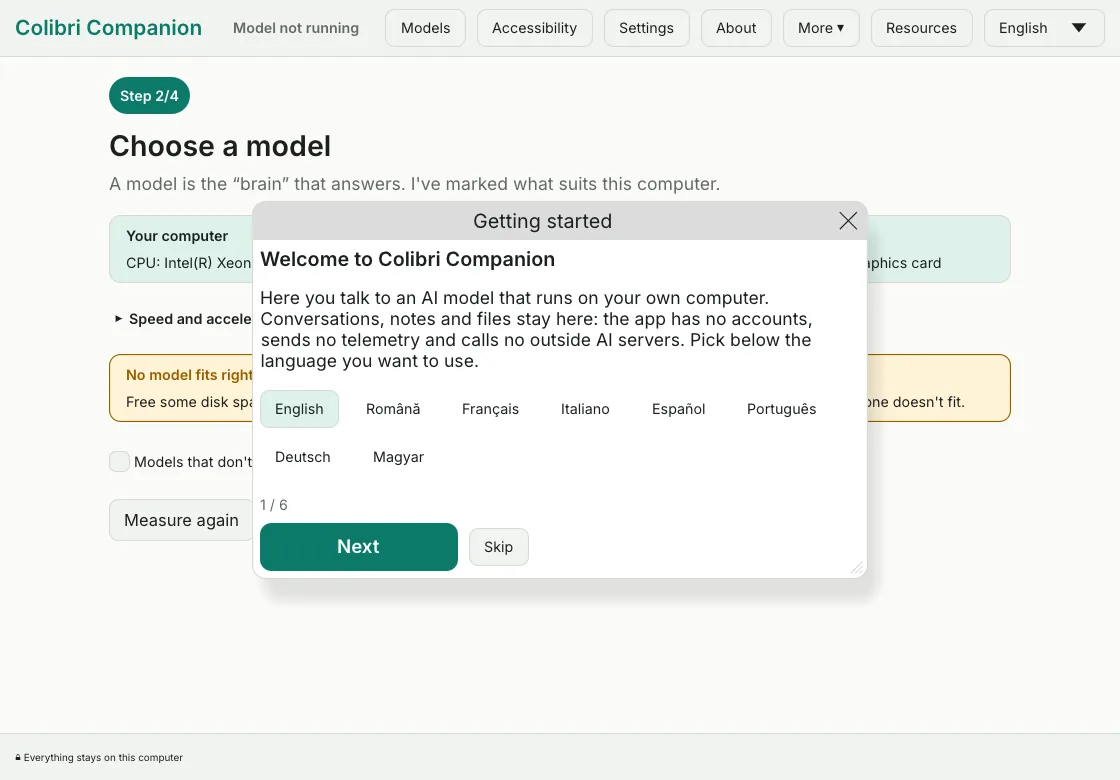 Colibri Companion
Model not running
Models
Accessibility
Settings
About
More ▾
Resources
English
Step 2/4
Choose a model
A model is the “brain” that answers. I've marked what suits this computer.
Your computer
CPU: Intel(R) Xeon
card
Speed and
No model fits right
Free some disk
one doesn't fit.
Models that don't
Measure again
Getting started
Welcome to Colibri Companion
Here you talk to an AI model that runs on your own computer.
Conversations, notes and files stay here: the app has no accounts,
sends no telemetry and calls no outside AI servers. Pick below the
language you want to use.
English
Română
Français
Italiano
Español
Português
Deutsch
Magyar
1 / 6
Next
Skip
Everything stays on this computer